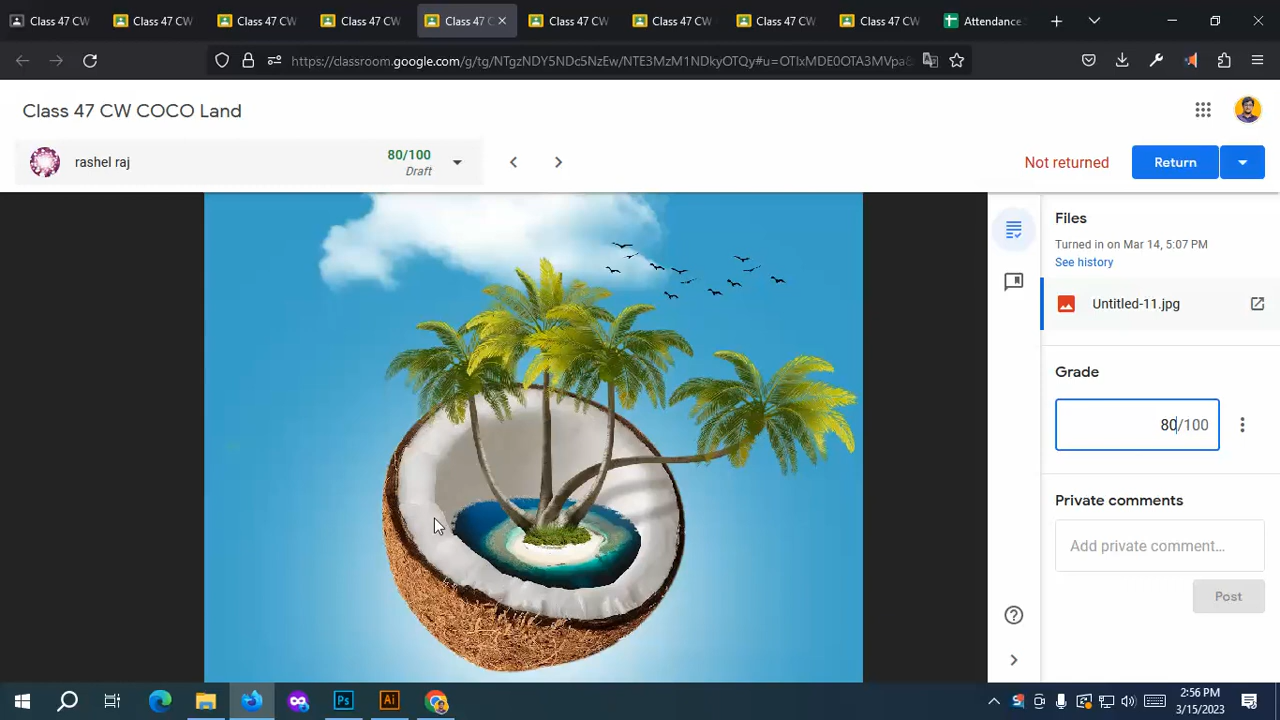 Class 47 CW
Class 47 CW
Class 47 CW
Class 47 CW
Class 47 C
Class 47 CW
Class 47 CW
Class 47 CW
Class 47 CW
Attendance
https://classroom.google.com/g/tg/NTgzNDY5NDc5NzEw/NTE3MzM1NDkyOTQy#u=OTIxMDE0OTA3MVpa
Class 47 CW COCO Land
rashel raj
80/100
Draft
Not returned
Return
Files
Turned in on Mar 14, 5:07 PM
See history
Untitled-11.jpg
Grade
80/100
Private comments
Add private comment…
Post
Ps
Ai
2:56 PM
3/15/2023